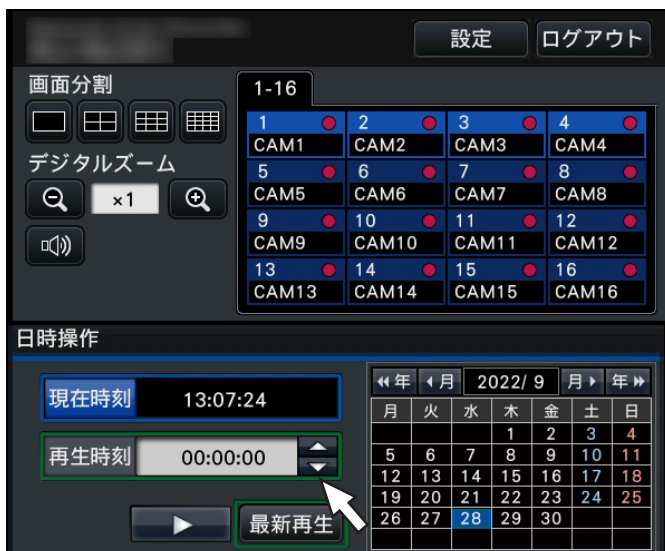 設定 ログアウト
画面分割
1-16
1 2 3 4
CAM1 CAM2 CAM3 CAM4
デジタルズーム
5 6 7 8
×1
CAM5 CAM6 CAM7 CAM8
9 10 11 12
CAM9 CAM10 CAM11 CAM12
13 14 15 16
CAM13 CAM14 CAM15 CAM16
日時操作
現在時刻 13:07:24
再生時刻 00:00:00
最新再生
年 月 2022/ 9 月 年
月 火 水 木 金 土 日
1 2 3 4
5 6 7 8 9 10 11
12 13 14 15 16 17 18
19 20 21 22 23 24 25
26 27 28 29 30